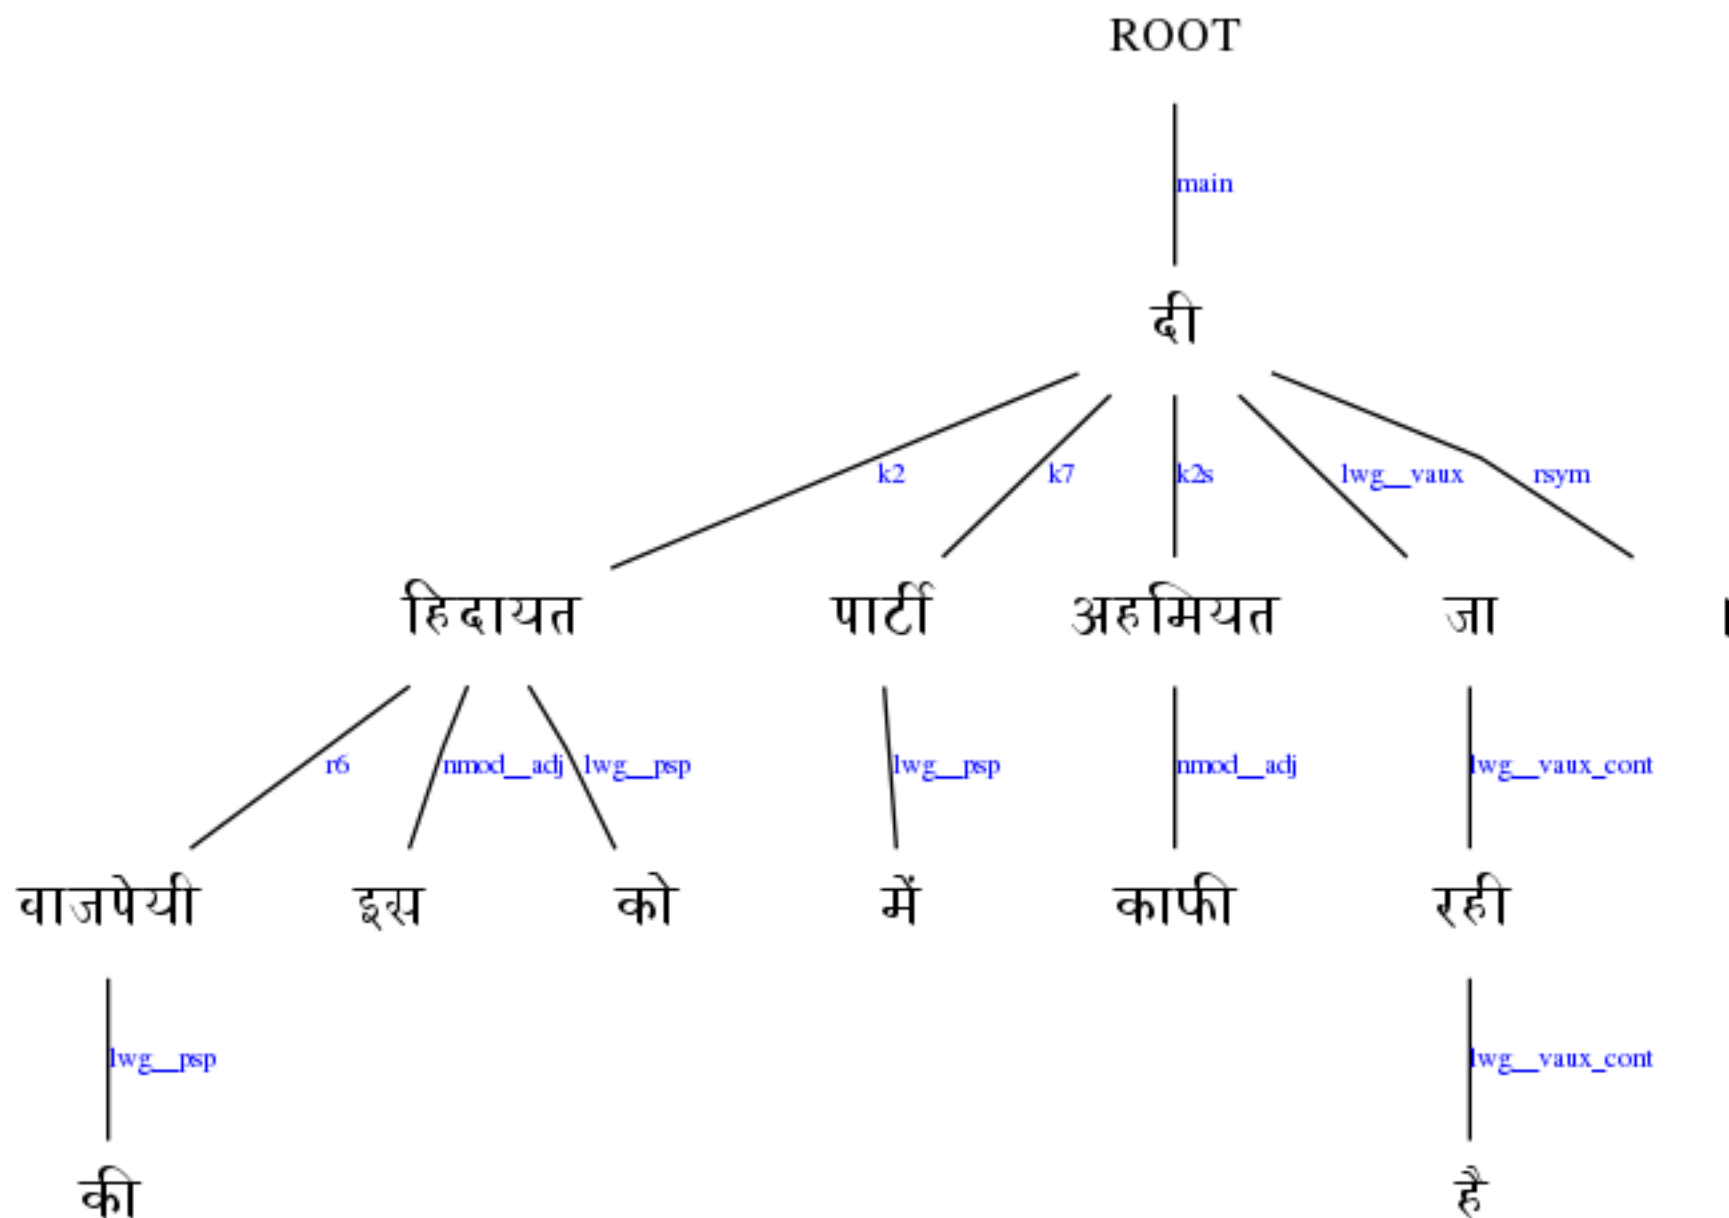 ROOT
main
दी
k2 k7 k2s lwg__vaux rsym
हिदायत पार्टी अहमियत जा ।
r6 nmod__adj lwg__psp lwg__psp nmod__adj lwg__vaux_cont
वाजपेयी इस को में काफी रही
lwg__psp lwg__vaux_cont
की है